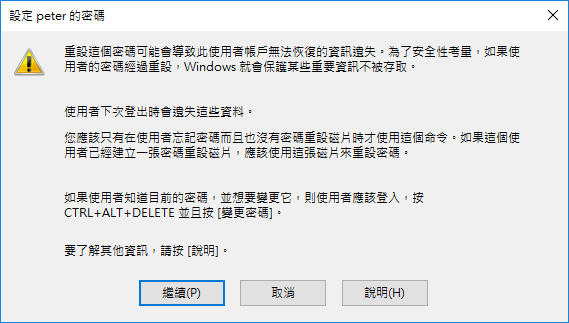 設定 peter 的密碼
重設這個密碼可能會導致此使用者帳戶無法恢復的資訊遺失。為了安全性考量，如果使
用者的密碼經過重設，Windows 就會保護某些重要資訊不被存取。
使用者下次登出時會遺失這些資料。
您應該只有在使用者忘記密碼而且也沒有密碼重設磁片時才使用這個命令。如果這個使
用者已經建立一張密碼重設磁片，應該使用這張磁片來重設密碼。
如果使用者知道目前的密碼，並想要變更它，則使用者應該登入，按
CTRL+ALT+DELETE 並且按 [變更密碼]。
要了解其他資訊，請按 [說明]。
繼續(P)
取消
說明(H)